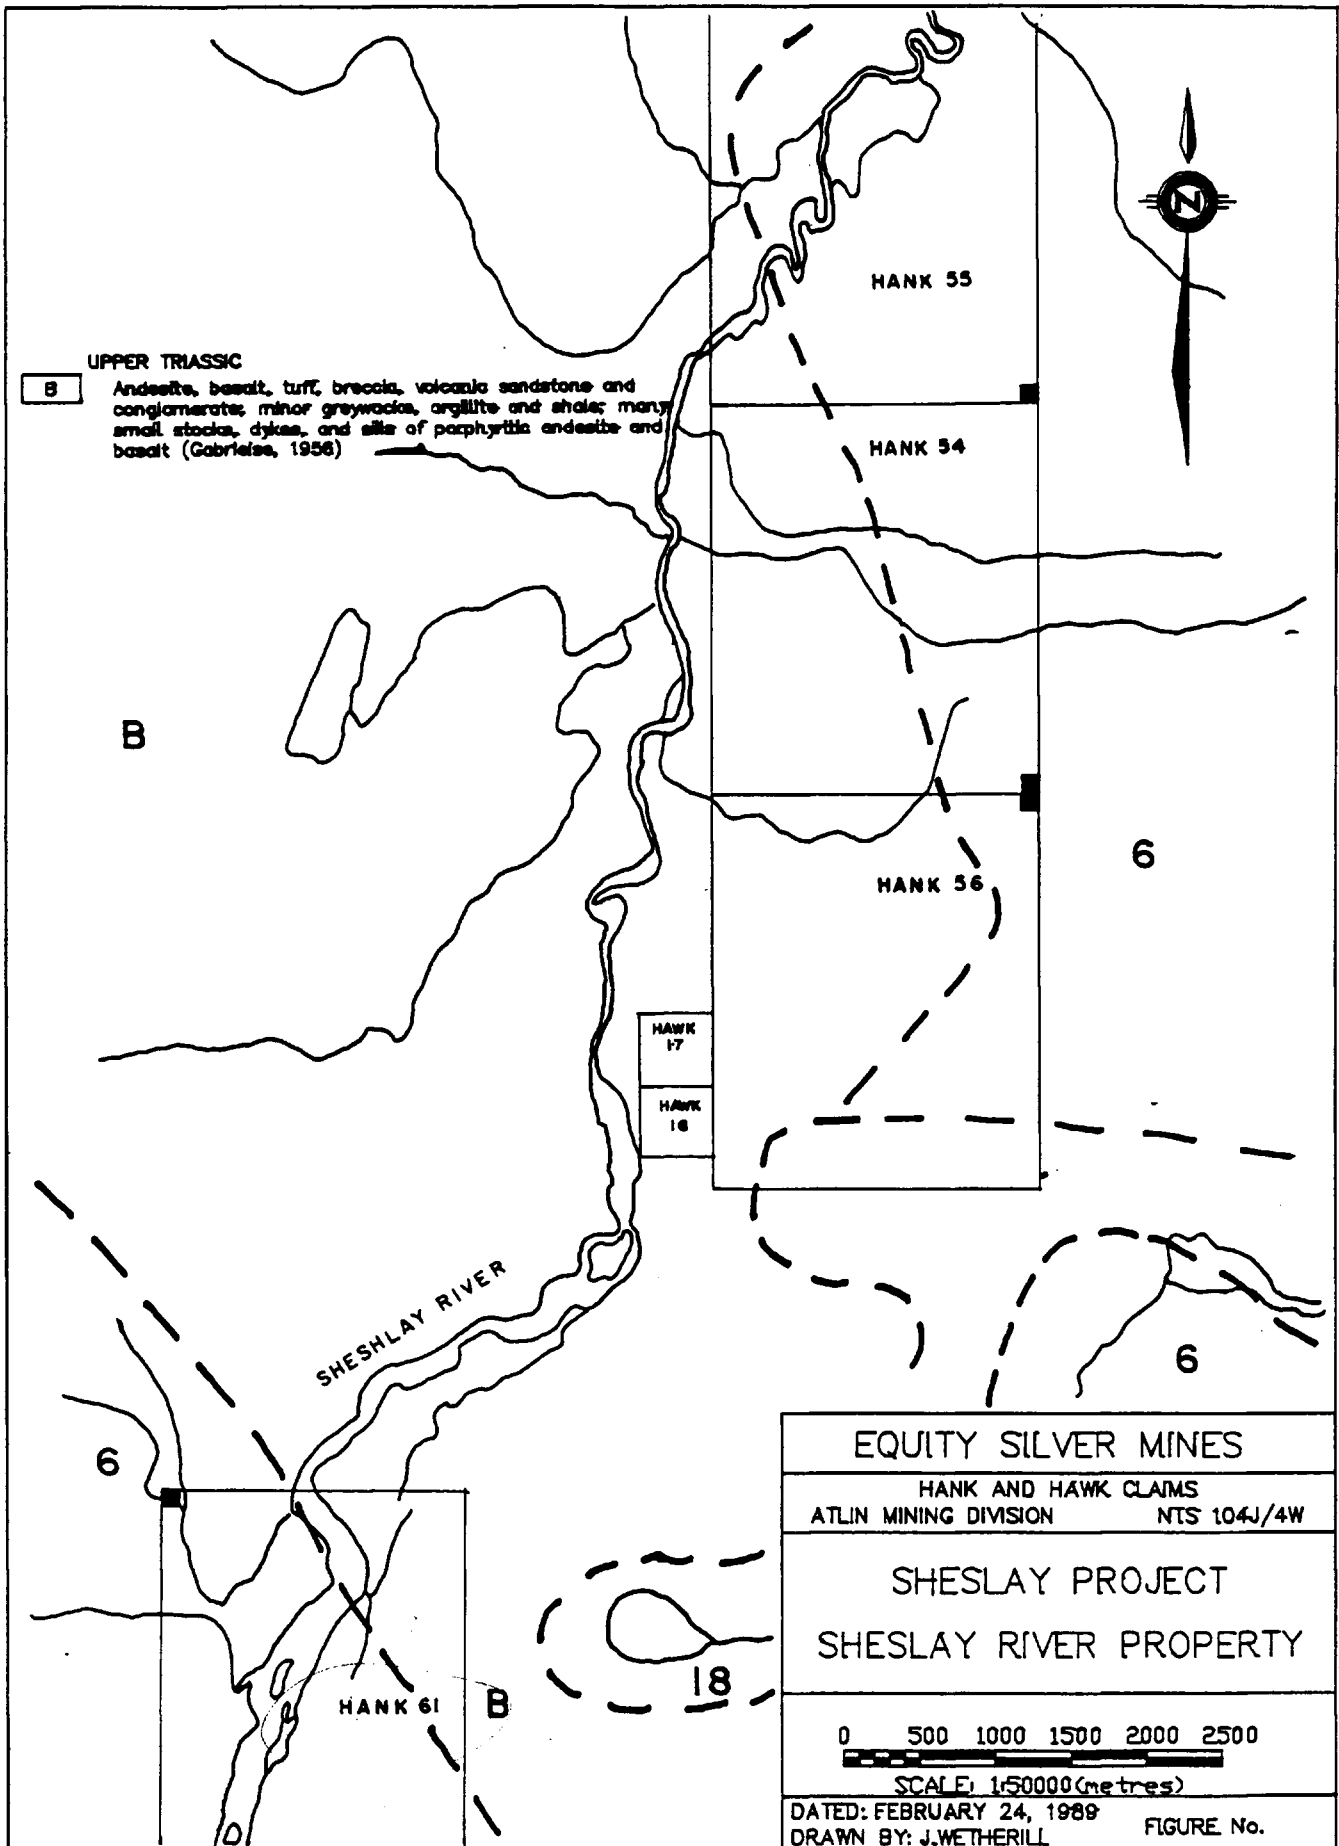 N
HANK 55
UPPER TRIASSIC
B
Andesite, basalt, tuff, breccia, volcanic sandstone and
conglomerate; minor greywacke, argillite and shale; many
small stocks, dykes, and sills of porphyritic andesite and
basalt (Gabrielse, 1956)
HANK 54
B
6
HANK 56
HAWK
17
HAWK
16
SHESHLAY RIVER
6
6
EQUITY SILVER MINES
HANK AND HAWK CLAIMS
ATLIN MINING DIVISION NTS 104J/4W
SHESLAY PROJECT
SHESLAY RIVER PROPERTY
18
HANK 61
B
0 500 1000 1500 2000 2500
SCALE: 1:50000 (metres)
DATED: FEBRUARY 24, 1989
DRAWN BY: J.WETHERILL
FIGURE No.